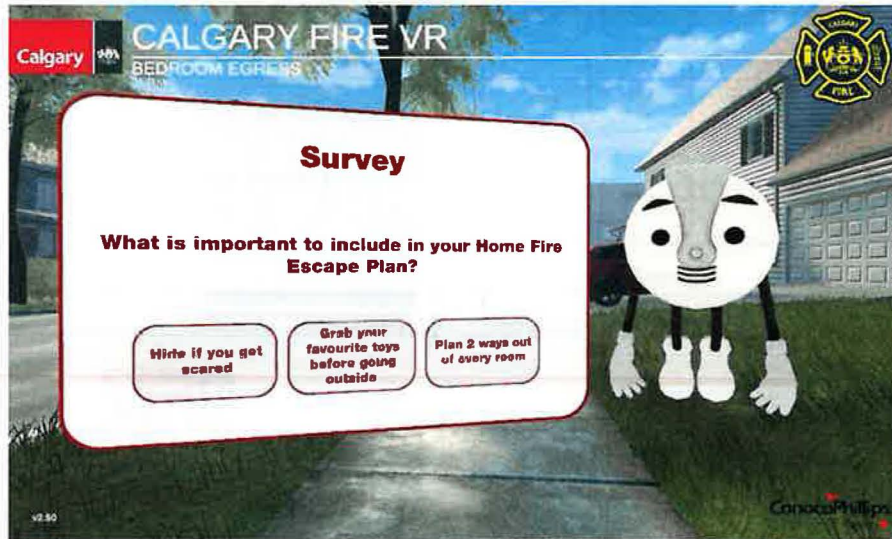 Calgary
CALGARY FIRE VR
BEDROOM EGRESS
CALGARY
FIRE
Survey
What is important to include in your Home Fire
Escape Plan?
Hide if you get
scared
Grab your
favourite toys
before going
outside
Plan 2 ways out
of every room
v2.50
ConocoPhillips